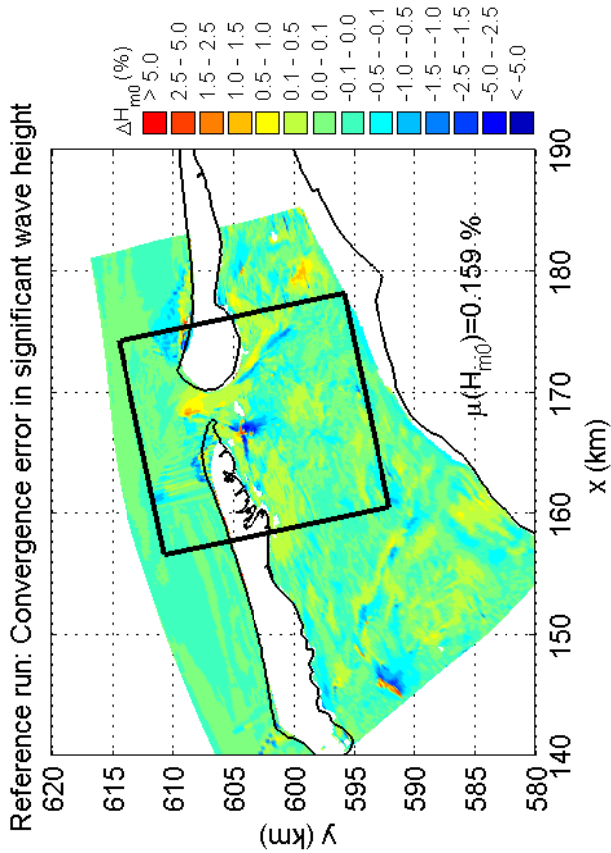 Reference run: Convergence error in significant wave height
ΔHm0 (%)
> 5.0
2.5 - 5.0
1.5 - 2.5
1.0 - 1.5
0.5 - 1.0
0.1 - 0.5
0.0 - 0.1
-0.1 - 0.0
-0.5 - -0.1
-1.0 - -0.5
-1.5 - -1.0
-2.5 - -1.5
-5.0 - -2.5
< -5.0
620
615
610
605
600
595
590
585
580
y (km)
μ(Hm0)=0.159 %
140
150
160
170
180
190
x (km)